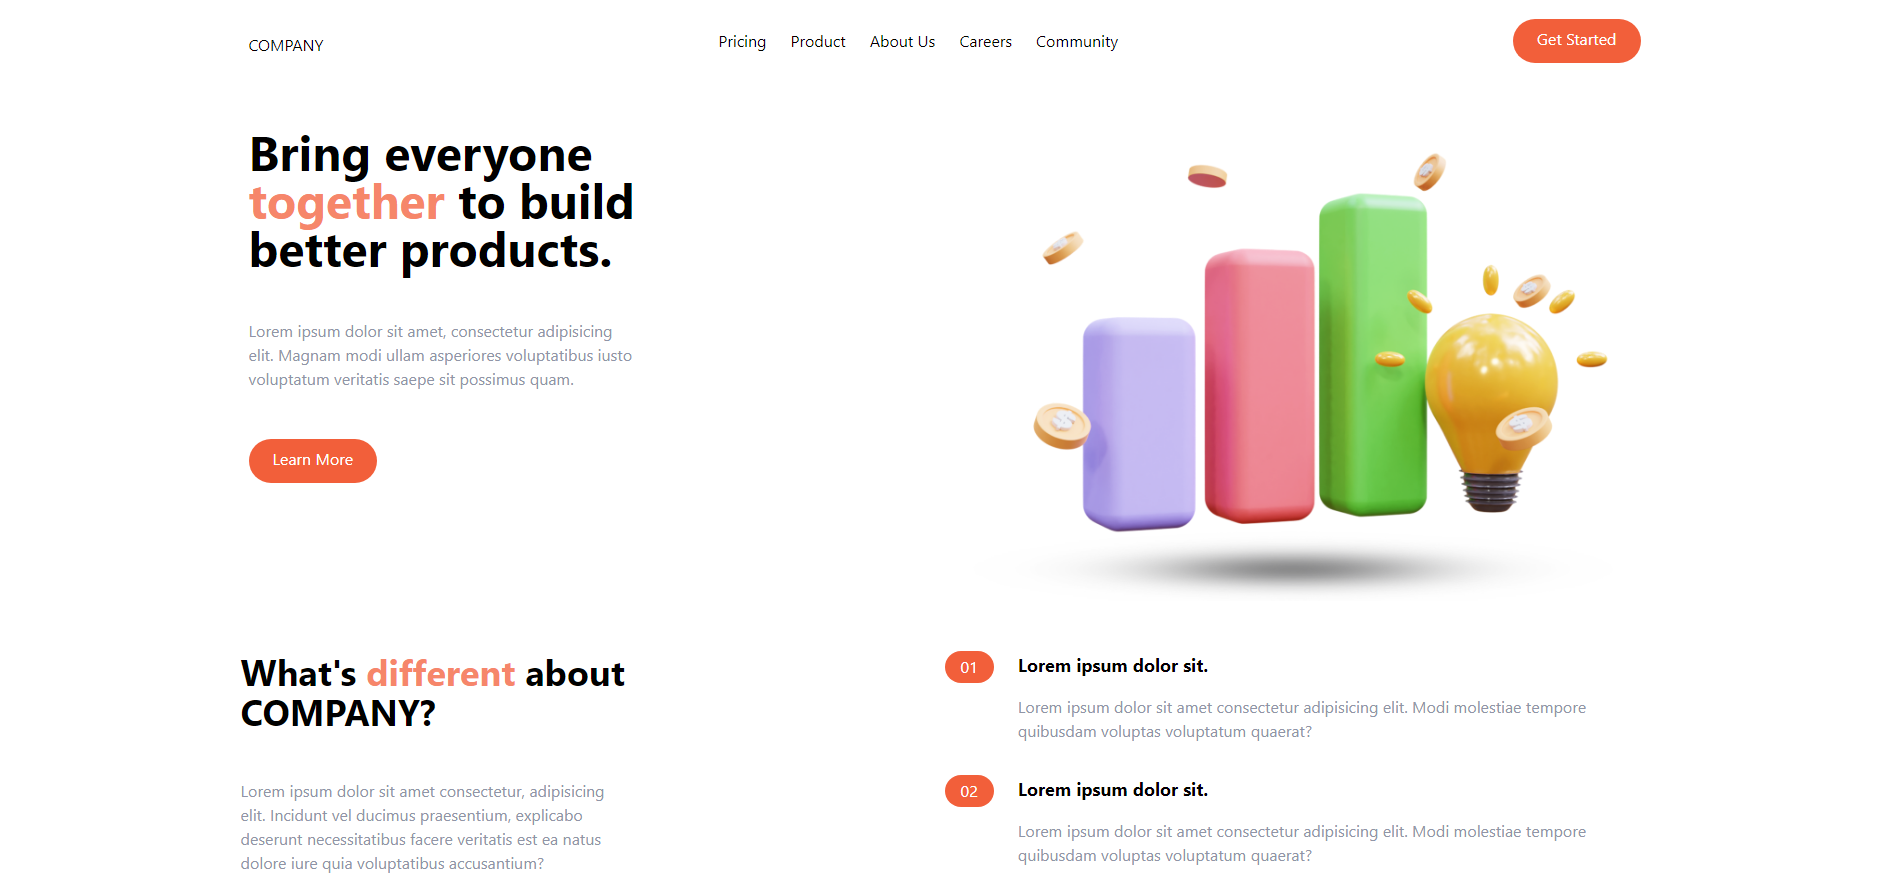 COMPANY
Pricing Product About Us Careers Community
Get Started
Bring everyone
together to build
better products.
Lorem ipsum dolor sit amet, consectetur adipisicing
elit. Magnam modi ullam asperiores voluptatibus iusto
voluptatum veritatis saepe sit possimus quam.
Learn More
What's different about
COMPANY?
Lorem ipsum dolor sit amet consectetur, adipisicing
elit. Incidunt vel ducimus praesentium, explicabo
deserunt necessitatibus facere veritatis est ea natus
dolore iure quia voluptatibus accusantium?
01 Lorem ipsum dolor sit.
Lorem ipsum dolor sit amet consectetur adipisicing elit. Modi molestiae tempore
quibusdam voluptas voluptatum quaerat?
02 Lorem ipsum dolor sit.
Lorem ipsum dolor sit amet consectetur adipisicing elit. Modi molestiae tempore
quibusdam voluptas voluptatum quaerat?